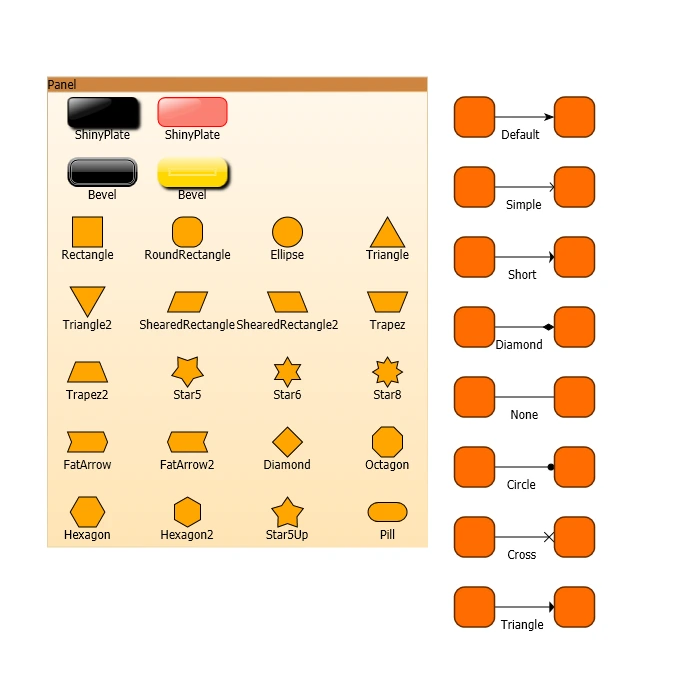 Panel
ShinyPlate ShinyPlate
Bevel Bevel
Rectangle RoundRectangle Ellipse Triangle
Triangle2 ShearedRectangle ShearedRectangle2 Trapez
Trapez2 Star5 Star6 Star8
FatArrow FatArrow2 Diamond Octagon
Hexagon Hexagon2 Star5Up Pill
Default
Simple
Short
Diamond
None
Circle
Cross
Triangle